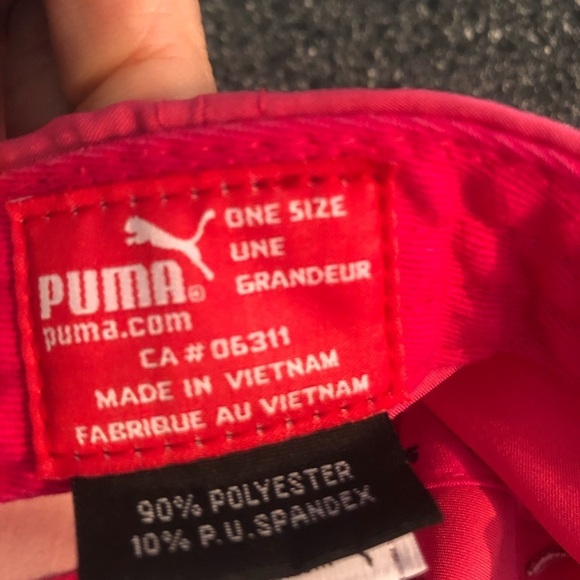 ONE SIZE
UNE
GRANDEUR
PUMA®
puma.com
CA # 06311
MADE IN VIETNAM
FABRIQUE AU VIETNAM
90% POLYESTER
10% P.U. SPANDEX